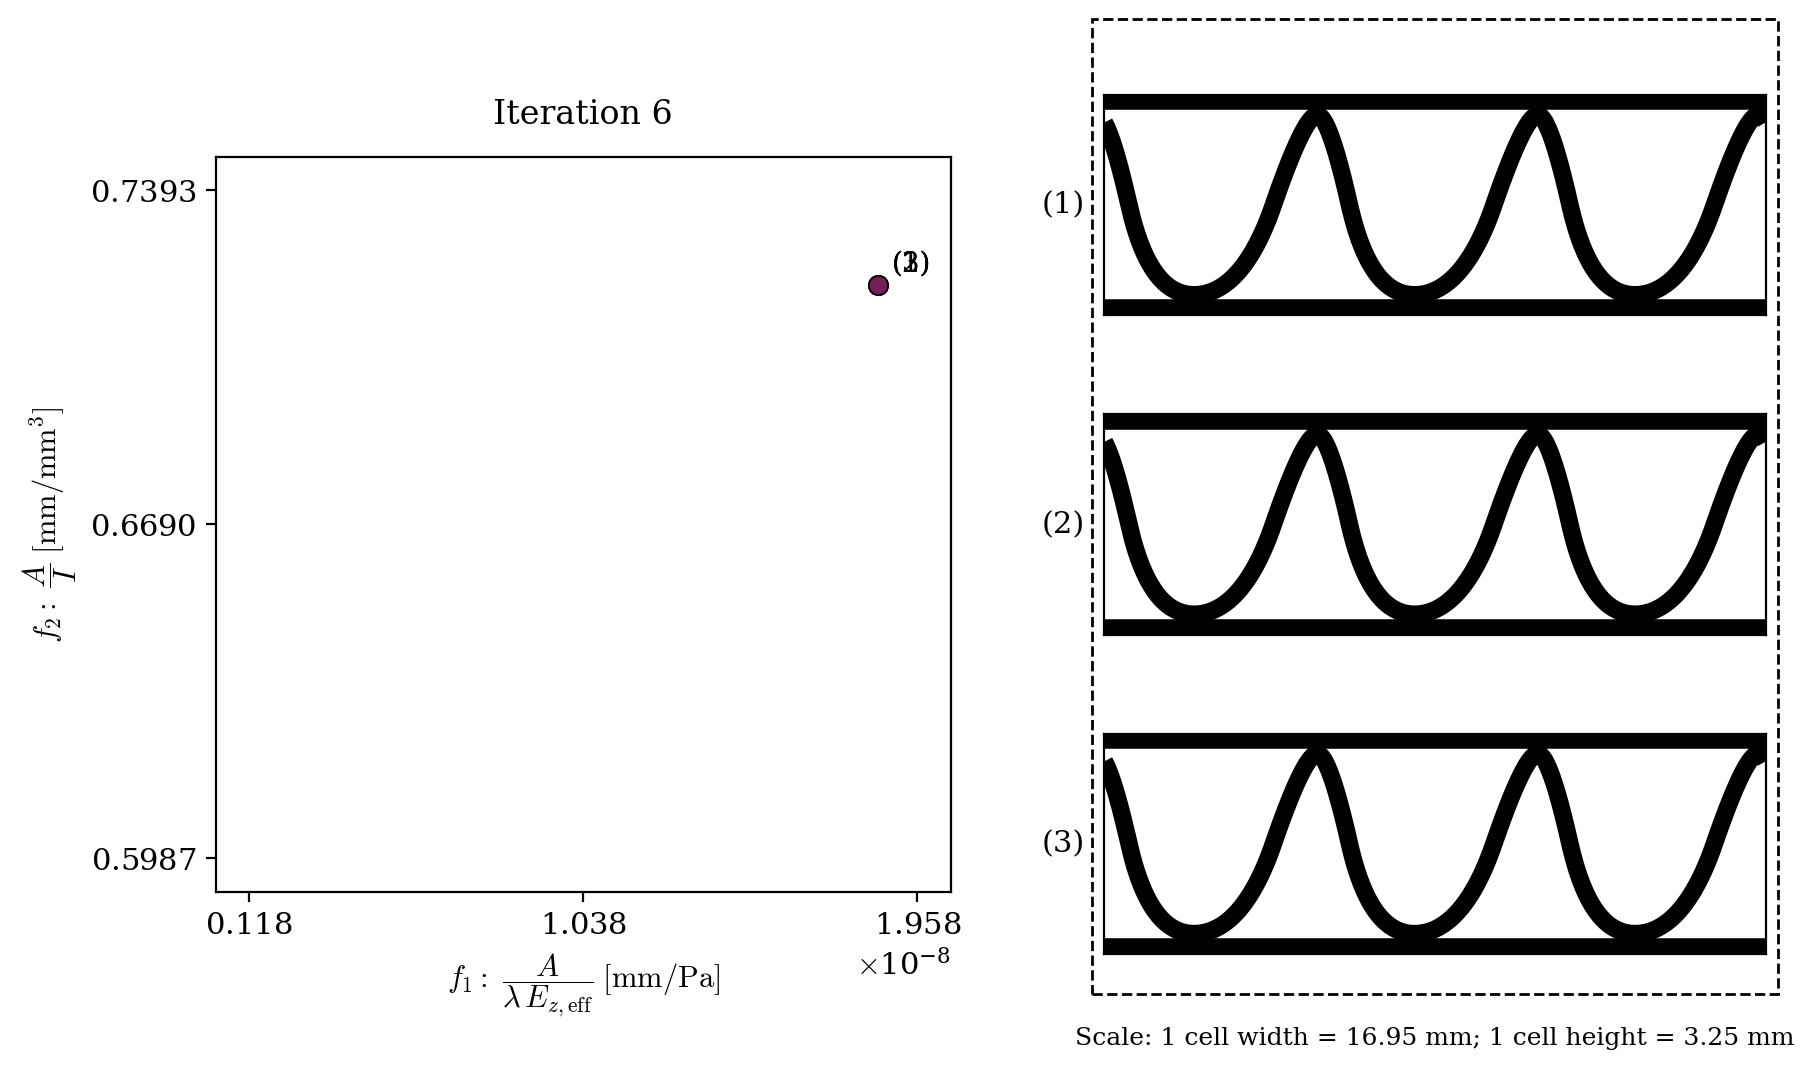 Iteration 6
0.7393
0.6690
0.5987
f₂ : A/I [mm/mm³]
0.118
1.038
1.958
×10⁻⁸
f₁ : A/(λ E_z,eff) [mm/Pa]
(1)
(2)
(3)
Scale: 1 cell width = 16.95 mm; 1 cell height = 3.25 mm